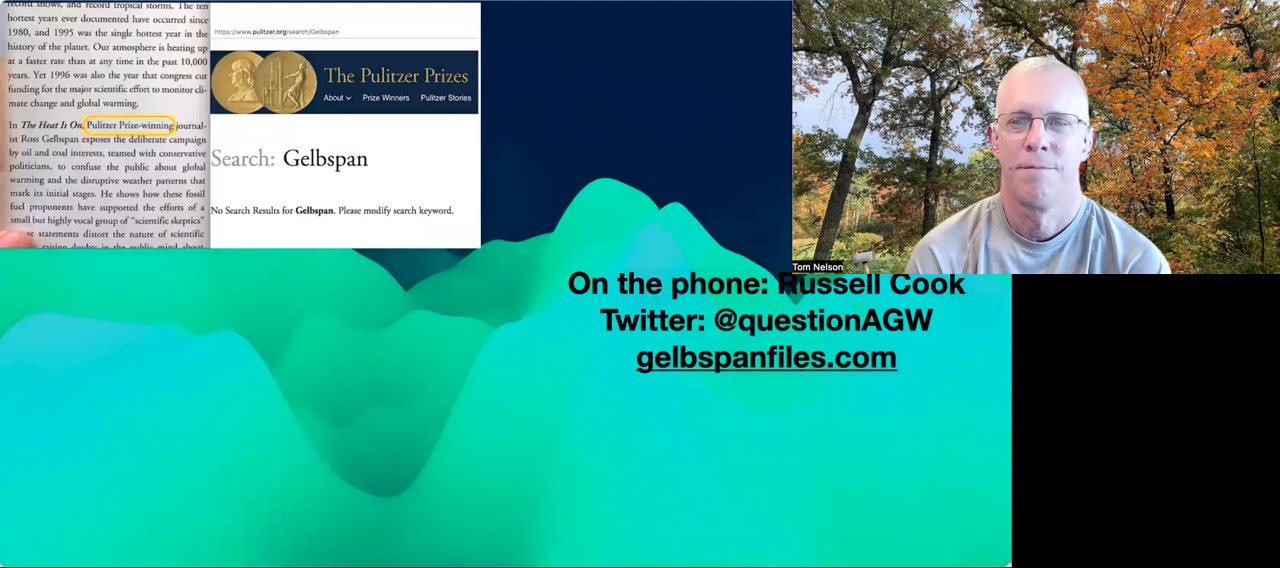 record snows, and record tropical storms. The ten
hottest years ever documented have occurred since
1980, and 1995 was the single hottest year in the
history of the planet. Our atmosphere is heating up
at a faster rate than at any time in the past 10,000
years. Yet 1996 was also the year that congress cut
funding for the major scientific effort to monitor cli-
mate change and global warming.
In The Heat Is On, Pulitzer Prize-winning journal-
ist Ross Gelbspan exposes the deliberate campaign
by oil and coal interests, teamed with conservative
politicians, to confuse the public about global
warming and the disruptive weather patterns that
mark its initial stages. He shows how these fossil
fuel proponents have supported the efforts of a
small but highly vocal group of "scientific skeptics"
statements distort the nature of scientific
raising doubts in the public mind about
https://www.pulitzer.org/search/Gelbspan
The Pulitzer Prizes
About Prize Winners Pulitzer Stories
Search: Gelbspan
No Search Results for Gelbspan. Please modify search keyword.
Tom Nelson
On the phone: Russell Cook
Twitter: @questionAGW
gelbspanfiles.com